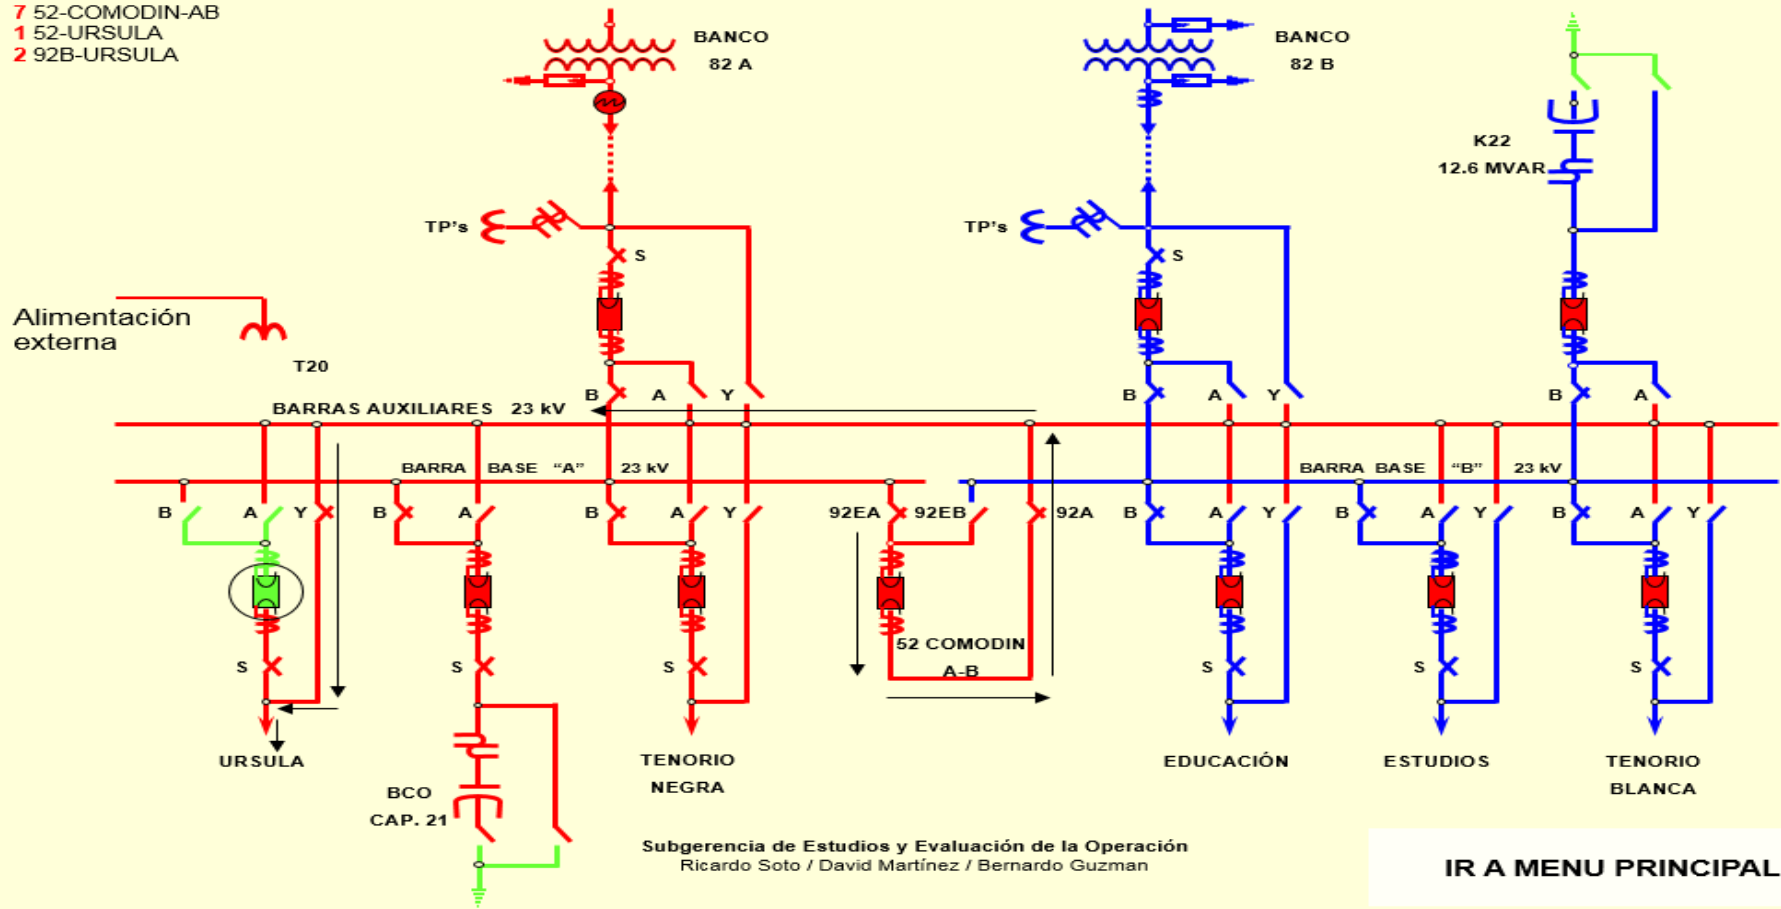 7 52-COMODIN-AB
1 52-URSULA
2 92B-URSULA
BANCO
82 A
BANCO
82 B
K22
12.6 MVAR
TP's
S
TP's
S
Alimentación
externa
T20
B
A
Y
B
A
Y
B
A
BARRAS AUXILIARES 23 kV
BARRA BASE “A” 23 kV
BARRA BASE “B” 23 kV
B
A
Y
B
A
B
A
Y
92EA
92EB
92A
B
A
Y
B
A
Y
B
A
Y
52 COMODIN
A-B
S
S
S
S
S
S
URSULA
TENORIO
NEGRA
EDUCACIÓN
ESTUDIOS
TENORIO
BLANCA
BCO
CAP. 21
Subgerencia de Estudios y Evaluación de la Operación
Ricardo Soto / David Martínez / Bernardo Guzman
IR A MENU PRINCIPAL